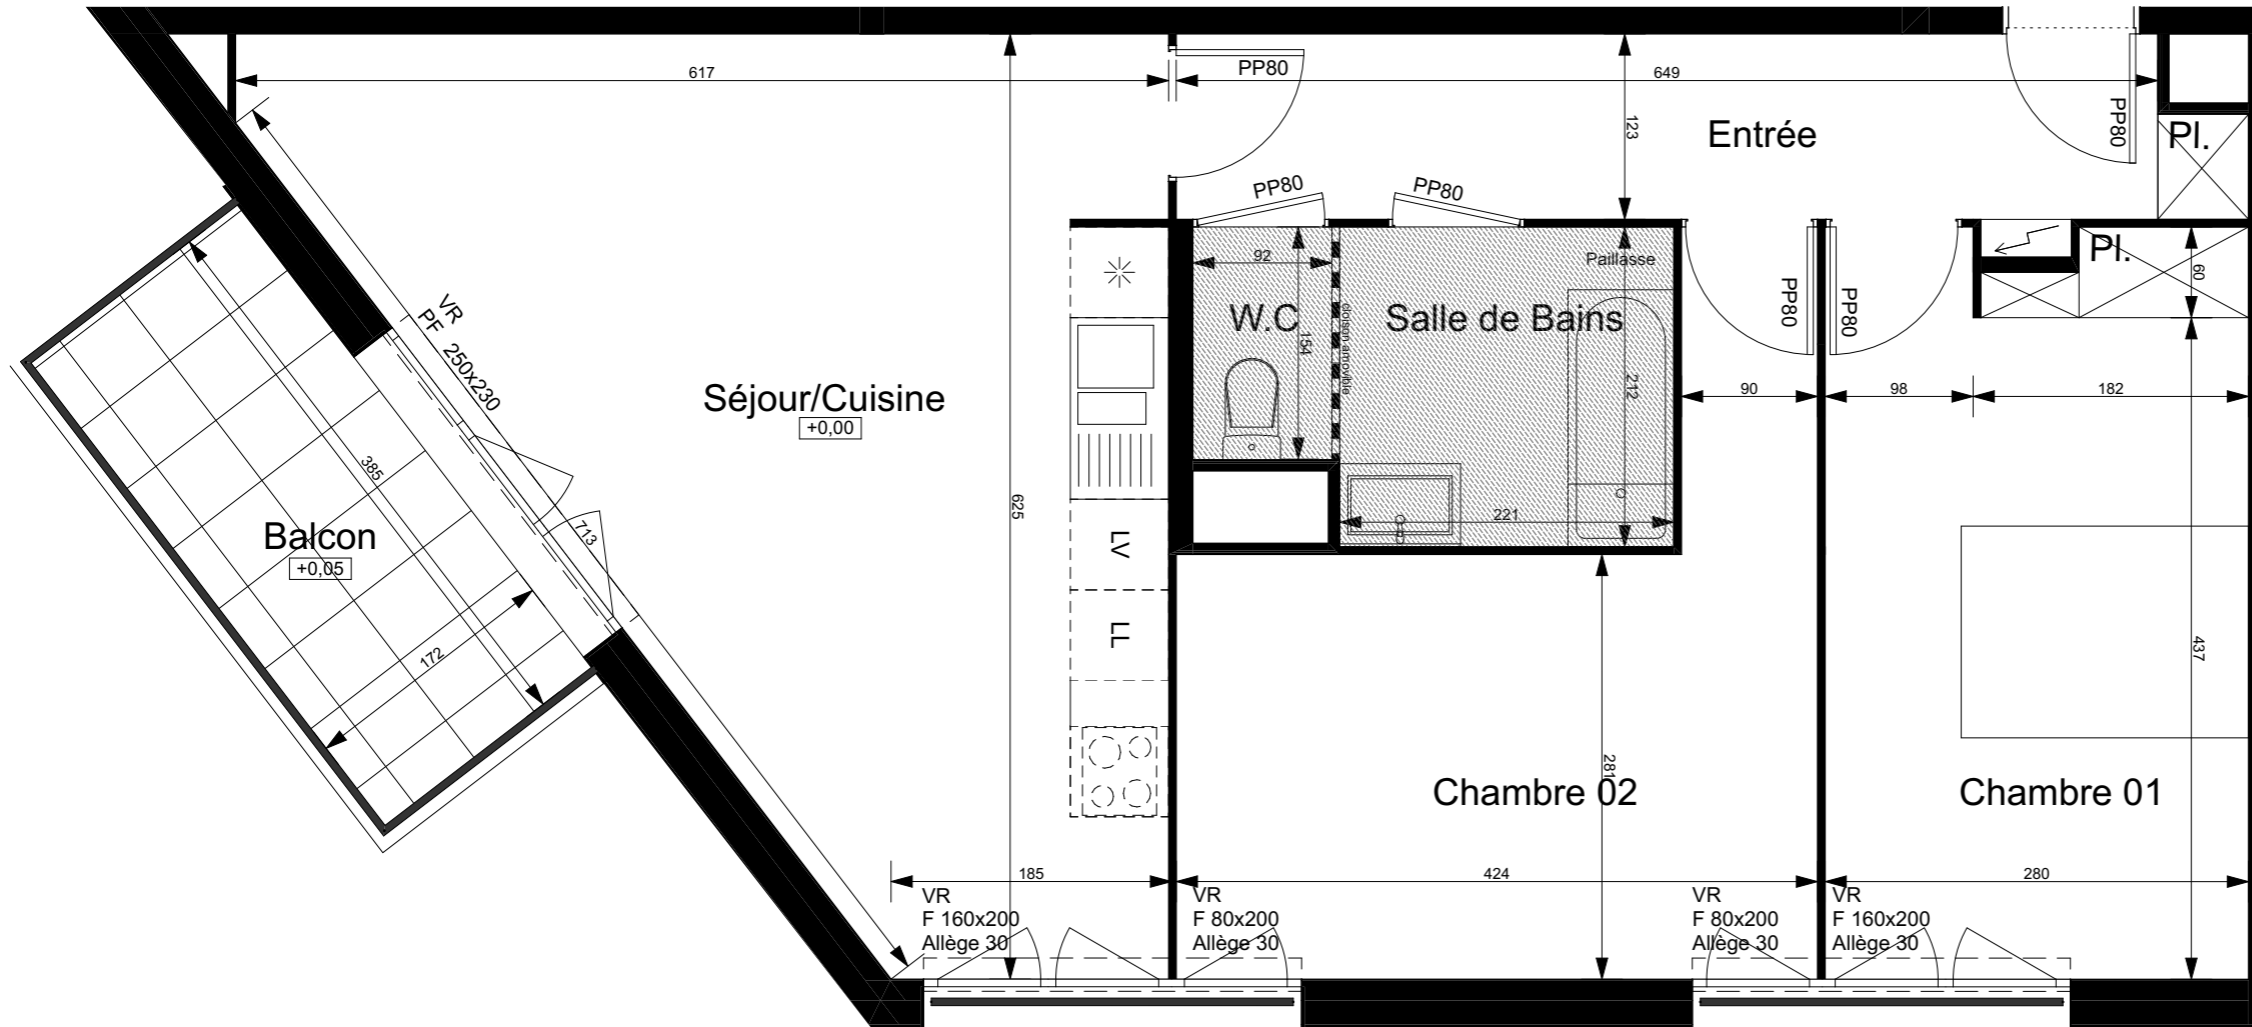 617
PP80
649
123
Entrée
PP80
Pl.
PP80
PP80
Pl.
60
Paillasse
92
W.C
154
cloison amovible
Salle de Bains
212
PP80
PP80
VR
PF 250x230
Séjour/Cuisine
+0,00
90
98
182
385
Balcon
+0,05
713
625
LV
LL
221
172
437
281
Chambre 02
Chambre 01
185
424
280
VR
F 160x200
Allège 30
VR
F 80x200
Allège 30
VR
F 80x200
Allège 30
VR
F 160x200
Allège 30